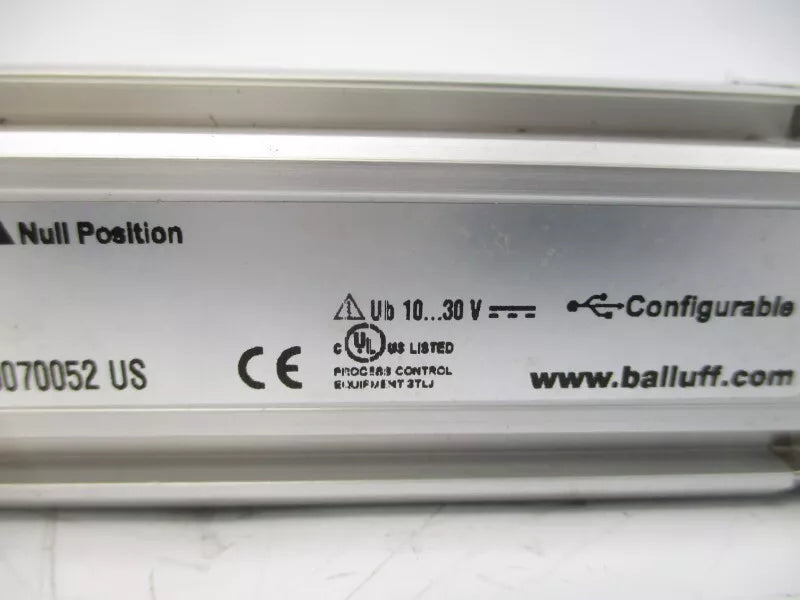 Null Position
Ub 10...30 V
Configurable
070052 US
CE
C UL US LISTED
PROCESS CONTROL
EQUIPMENT 3TLJ
www.balluff.com